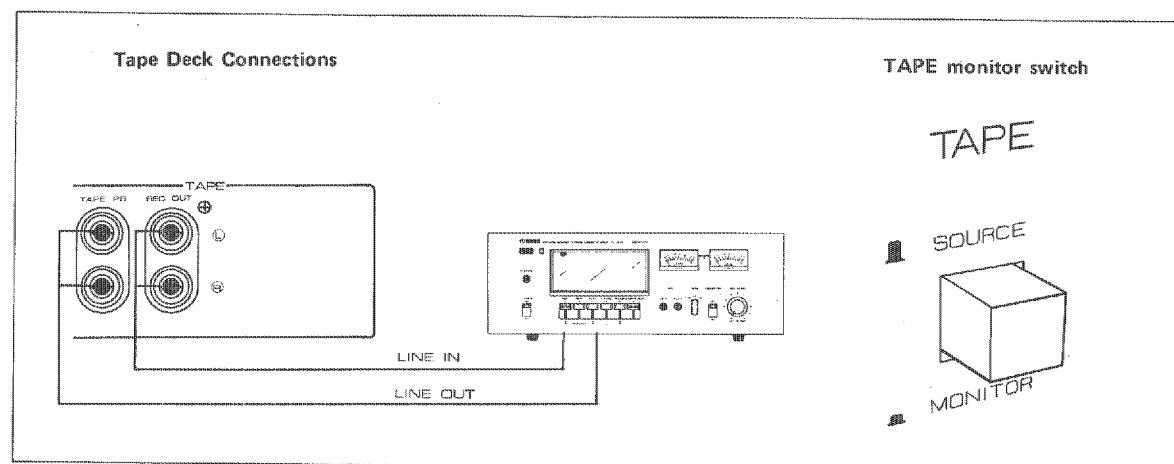 Tape Deck Connections
TAPE monitor switch
TAPE
TAPE
TAPE PB
REC OUT
L
R
SOURCE
MONITOR
LINE IN
LINE OUT